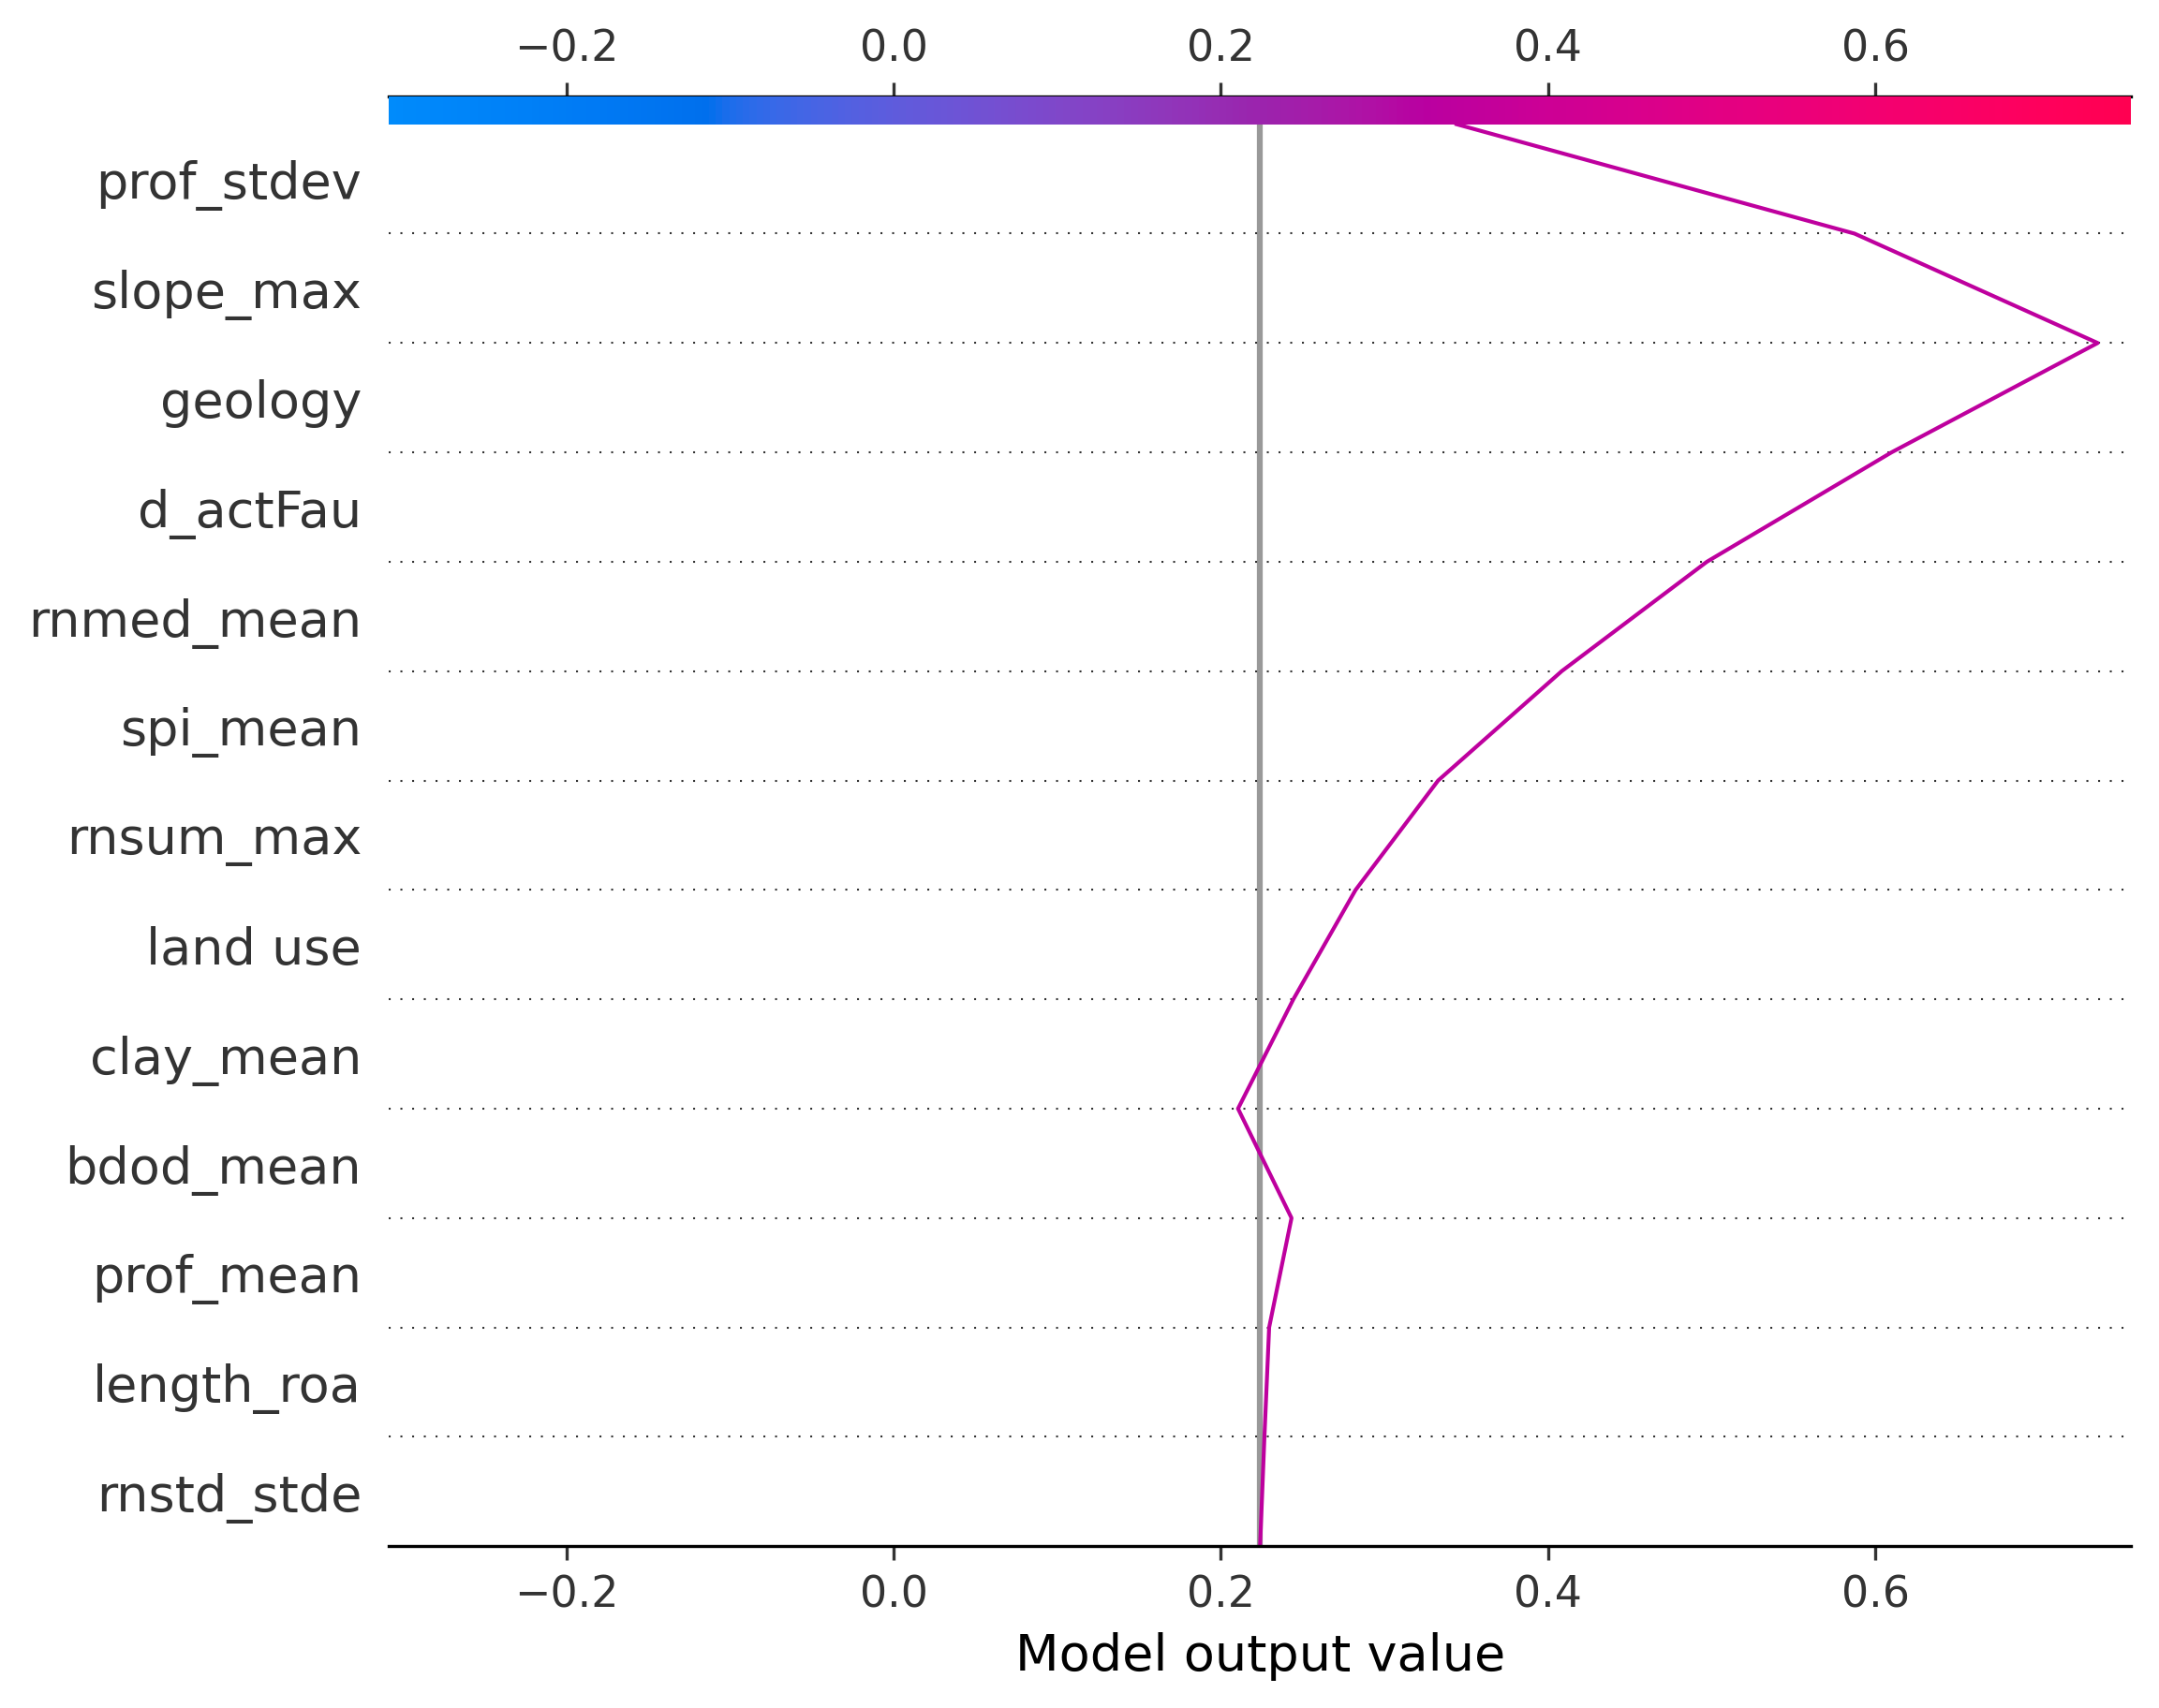 −0.2 0.0 0.2 0.4 0.6
prof_stdev
slope_max
geology
d_actFau
rnmed_mean
spi_mean
rnsum_max
land use
clay_mean
bdod_mean
prof_mean
length_roa
rnstd_stde
−0.2 0.0 0.2 0.4 0.6
Model output value